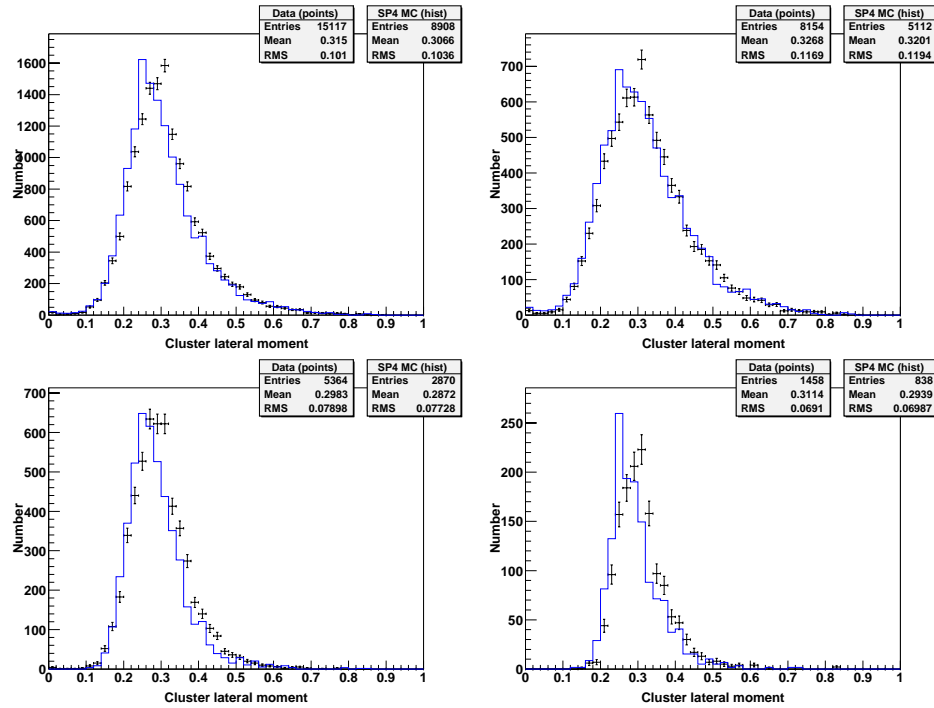 Data (points) SP4 MC (hist)
Entries 15117 Entries 8908
Mean 0.315 Mean 0.3066
RMS 0.101 RMS 0.1036
Number
1600
1400
1200
1000
800
600
400
200
0
0 0.1 0.2 0.3 0.4 0.5 0.6 0.7 0.8 0.9 1
Cluster lateral moment
Data (points) SP4 MC (hist)
Entries 8154 Entries 5112
Mean 0.3268 Mean 0.3201
RMS 0.1169 RMS 0.1194
Number
700
600
500
400
300
200
100
0
0 0.1 0.2 0.3 0.4 0.5 0.6 0.7 0.8 0.9 1
Cluster lateral moment
Data (points) SP4 MC (hist)
Entries 5364 Entries 2870
Mean 0.2983 Mean 0.2872
RMS 0.07898 RMS 0.07728
Number
700
600
500
400
300
200
100
0
0 0.1 0.2 0.3 0.4 0.5 0.6 0.7 0.8 0.9 1
Cluster lateral moment
Data (points) SP4 MC (hist)
Entries 1458 Entries 838
Mean 0.3114 Mean 0.2939
RMS 0.0691 RMS 0.06987
Number
250
200
150
100
50
0
0 0.1 0.2 0.3 0.4 0.5 0.6 0.7 0.8 0.9 1
Cluster lateral moment